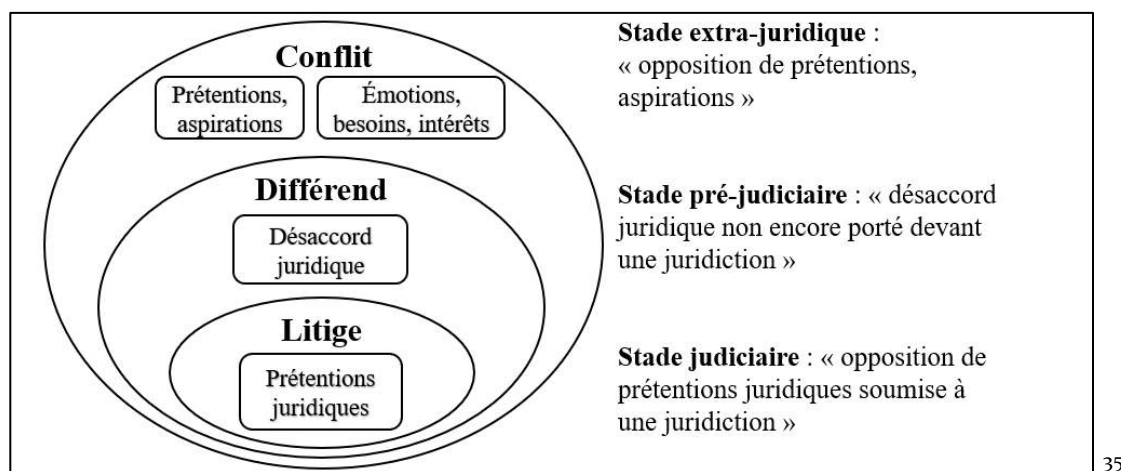 Conflit
Prétentions,
aspirations
Émotions,
besoins, intérêts
Différend
Désaccord
juridique
Litige
Prétentions
juridiques
Stade extra-juridique :
« opposition de prétentions,
aspirations »
Stade pré-judiciaire : « désaccord
juridique non encore porté devant
une juridiction »
Stade judiciaire : « opposition de
prétentions juridiques soumise à
une juridiction »
35